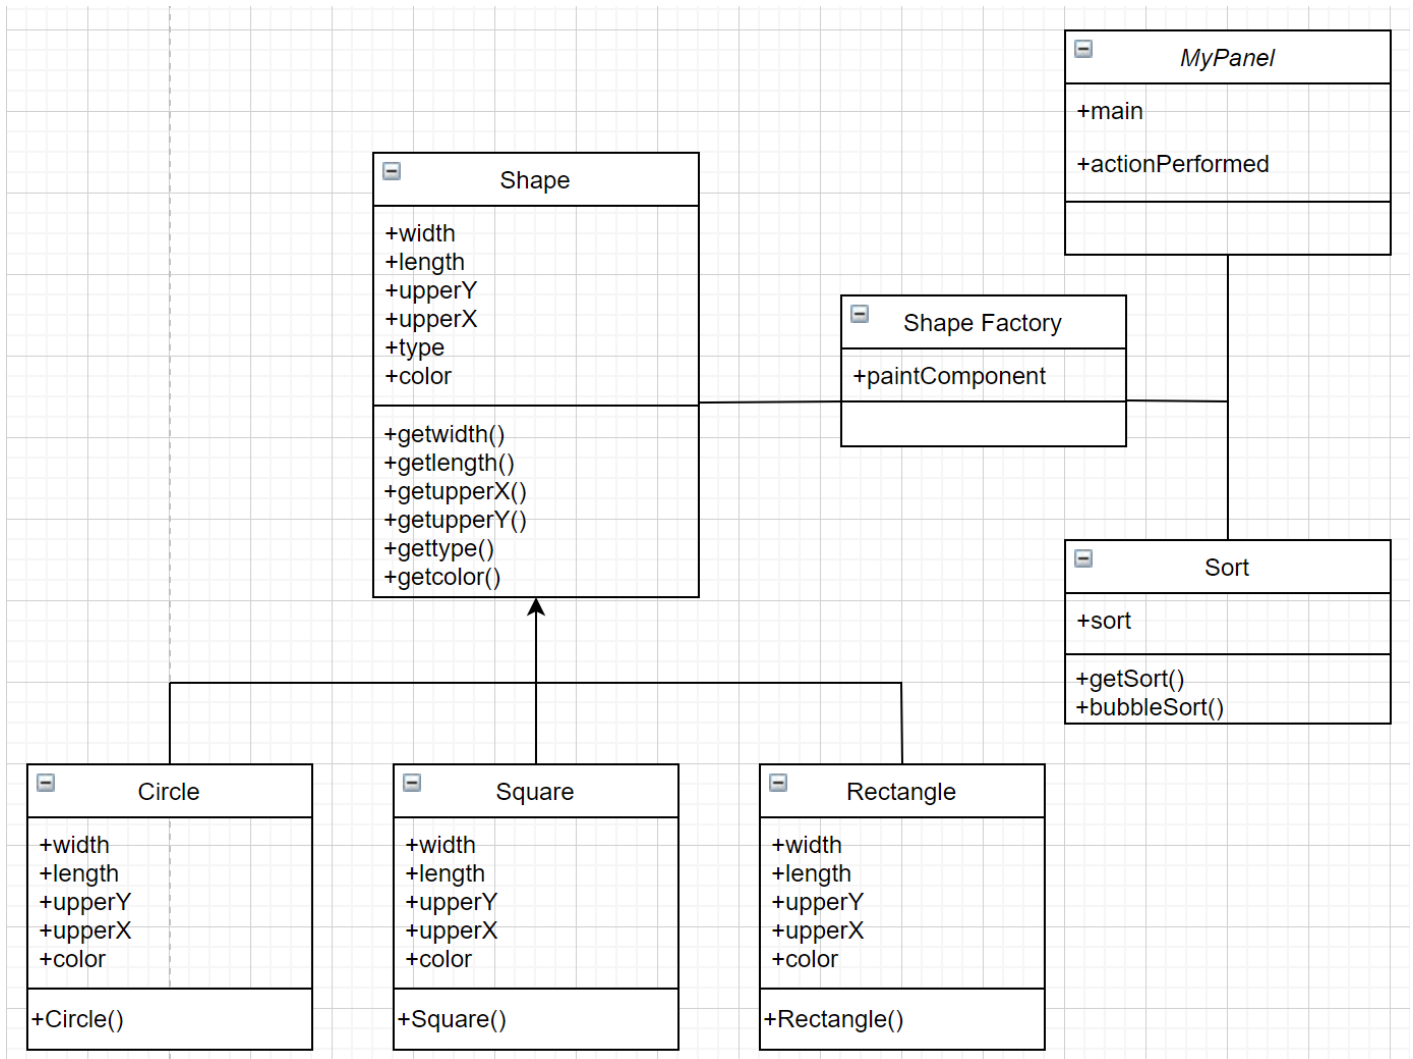 MyPanel
+main
+actionPerformed
Shape
+width
+length
+upperY
+upperX
+type
+color
+getwidth()
+getlength()
+getupperX()
+getupperY()
+gettype()
+getcolor()
Shape Factory
+paintComponent
Sort
+sort
+getSort()
+bubbleSort()
Circle
+width
+length
+upperY
+upperX
+color
+Circle()
Square
+width
+length
+upperY
+upperX
+color
+Square()
Rectangle
+width
+length
+upperY
+upperX
+color
+Rectangle()